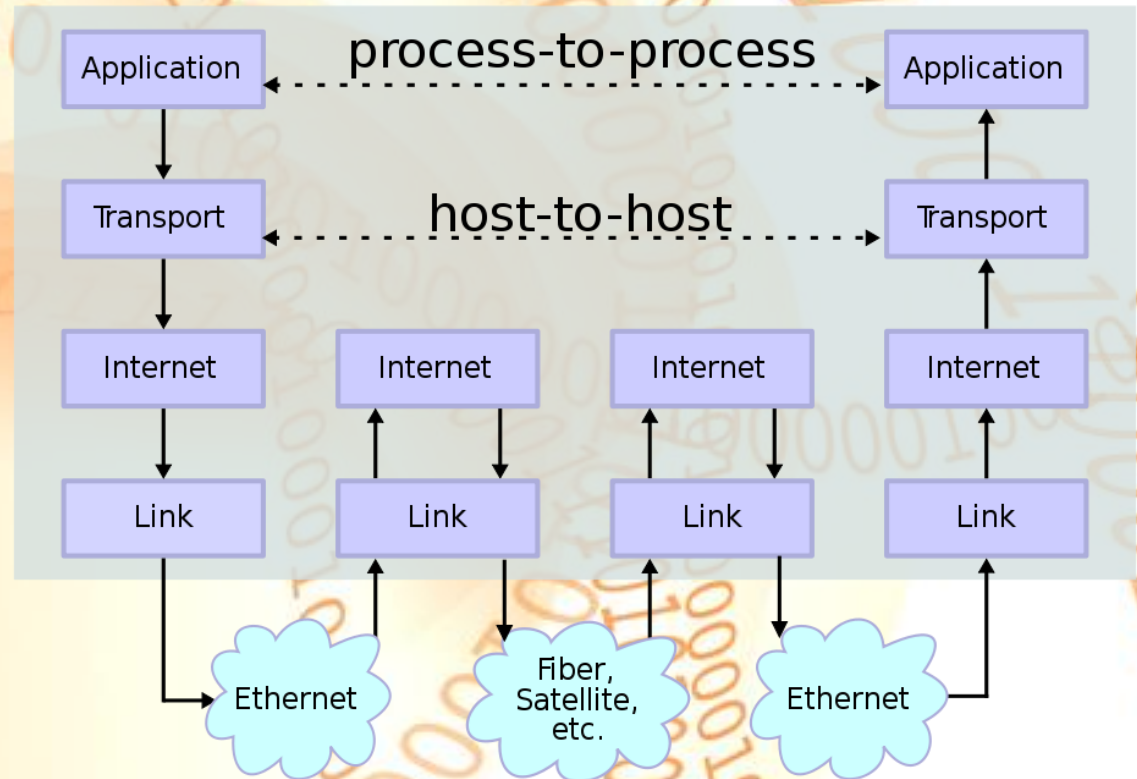 Application
process-to-process
Application
Transport
host-to-host
Transport
Internet
Internet
Internet
Internet
Link
Link
Link
Link
Ethernet
Fiber,
Satellite,
etc.
Ethernet